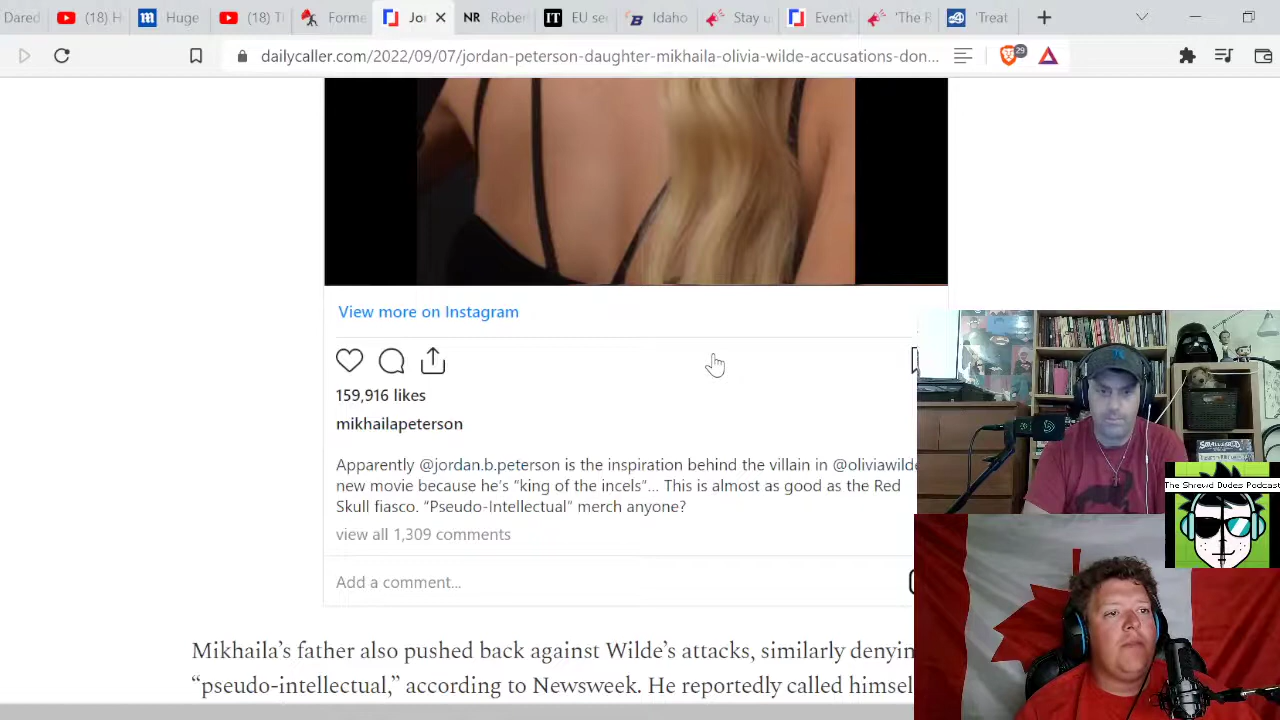 Dared
(18) H
Huge
(18) T
Forme
Jo
NR Rober
IT EU se
Idaho
Stay u
Event
'The R
'Treat
dailycaller.com/2022/09/07/jordan-peterson-daughter-mikhaila-olivia-wilde-accusations-don...
29
View more on Instagram
159,916 likes
mikhailapeterson
Apparently @jordan.b.peterson is the inspiration behind the villain in @oliviawilde
new movie because he's "king of the incels"... This is almost as good as the Red
Skull fiasco. "Pseudo-Intellectual" merch anyone?
view all 1,309 comments
Add a comment...
The Shrewd Dudes Podcast
Mikhaila's father also pushed back against Wilde's attacks, similarly denyin
"pseudo-intellectual," according to Newsweek. He reportedly called himsel